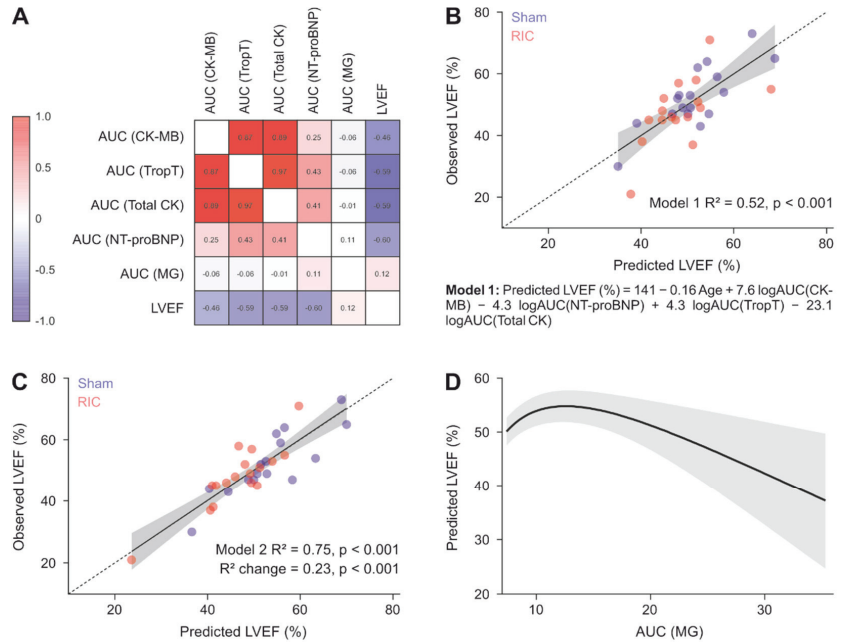 A
B
AUC (CK-MB)
AUC (TropT)
AUC (Total CK)
AUC (NT-proBNP)
AUC (MG)
LVEF
1.0
0.5
0
-0.5
-1.0
AUC (CK-MB) 0.87 0.89 0.25 -0.06 -0.46
AUC (TropT) 0.87 0.97 0.43 -0.06 -0.59
AUC (Total CK) 0.89 0.97 0.41 -0.01 -0.59
AUC (NT-proBNP) 0.25 0.43 0.41 0.11 -0.60
AUC (MG) -0.06 -0.06 -0.01 0.11 0.12
LVEF -0.46 -0.59 -0.59 -0.60 0.12
Sham
RIC
Observed LVEF (%)
80
60
40
20
Model 1 R² = 0.52, p < 0.001
20 40 60 80
Predicted LVEF (%)
Model 1: Predicted LVEF (%) = 141 − 0.16 Age + 7.6 logAUC(CK-
MB) − 4.3 logAUC(NT-proBNP) + 4.3 logAUC(TropT) − 23.1
logAUC(Total CK)
C
Sham
RIC
Observed LVEF (%)
80
60
40
20
Model 2 R² = 0.75, p < 0.001
R² change = 0.23, p < 0.001
20 40 60 80
Predicted LVEF (%)
D
Predicted LVEF (%)
60
50
40
30
20
10 20 30
AUC (MG)